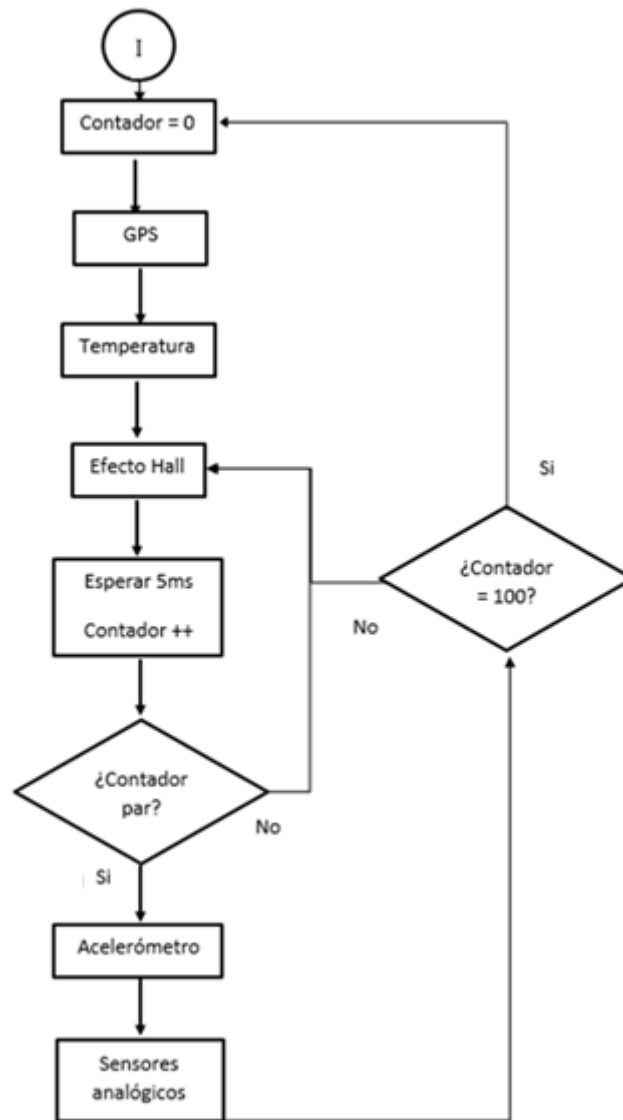 I
Contador = 0
GPS
Temperatura
Efecto Hall
Si
Esperar 5ms
Contador ++
¿Contador
= 100?
No
¿Contador
par?
No
Si
Acelerómetro
Sensores
analógicos